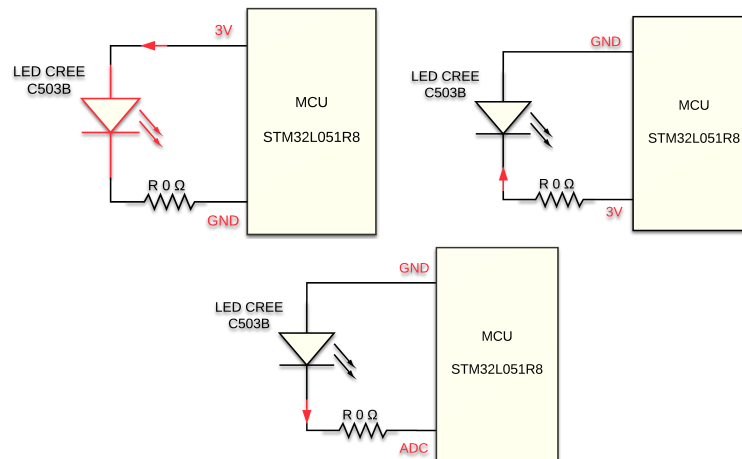 3V
LED CREE
C503B
MCU
STM32L051R8
R 0 Ω
GND
GND
LED CREE
C503B
MCU
STM32L051R8
R 0 Ω
3V
GND
LED CREE
C503B
MCU
STM32L051R8
R 0 Ω
ADC